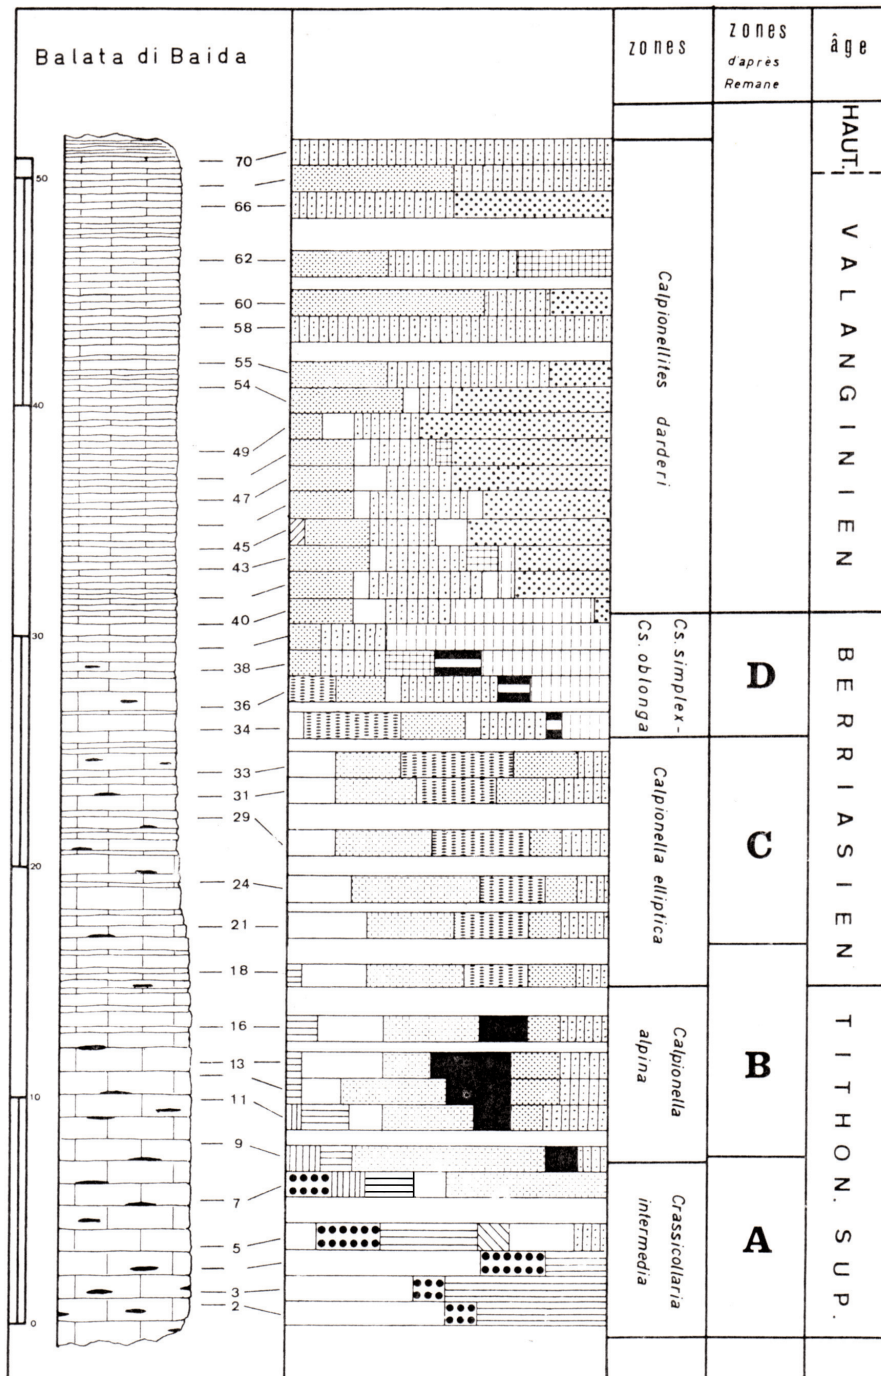 Balata di Baida
zones
zones
d'après
Remane
âge
50
40
30
20
10
0
70
66
62
60
58
55
54
49
47
45
43
40
38
36
34
33
31
29
24
21
18
16
13
11
9
7
5
3
2
Calpionellites darderi
Cs. simplex-
Cs. oblonga
Calpionella elliptica
Calpionella
alpina
Crassicollaria
intermedia
D
C
B
A
HAUT.
VALANGINIEN
BERRIASIEN
TITHON. SUP.